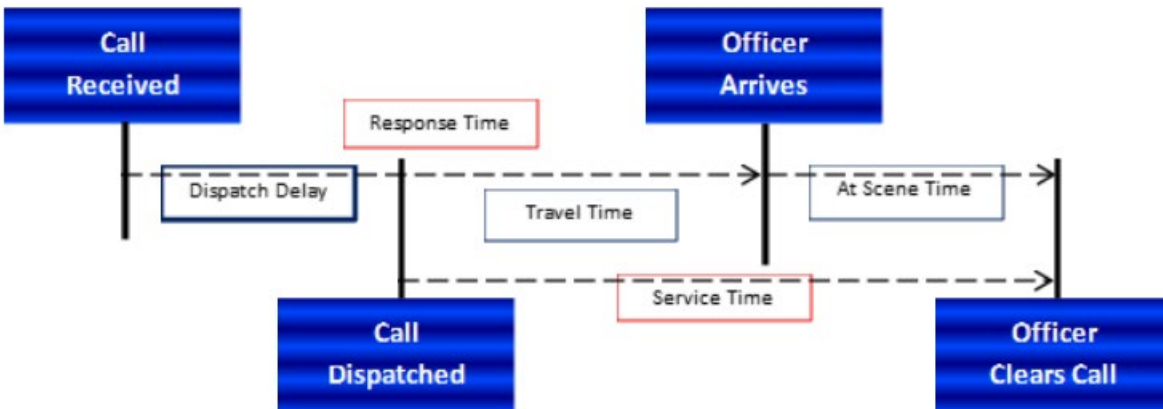 Call
Received
Officer
Arrives
Response Time
Dispatch Delay
At Scene Time
Travel Time
Service Time
Call
Dispatched
Officer
Clears Call